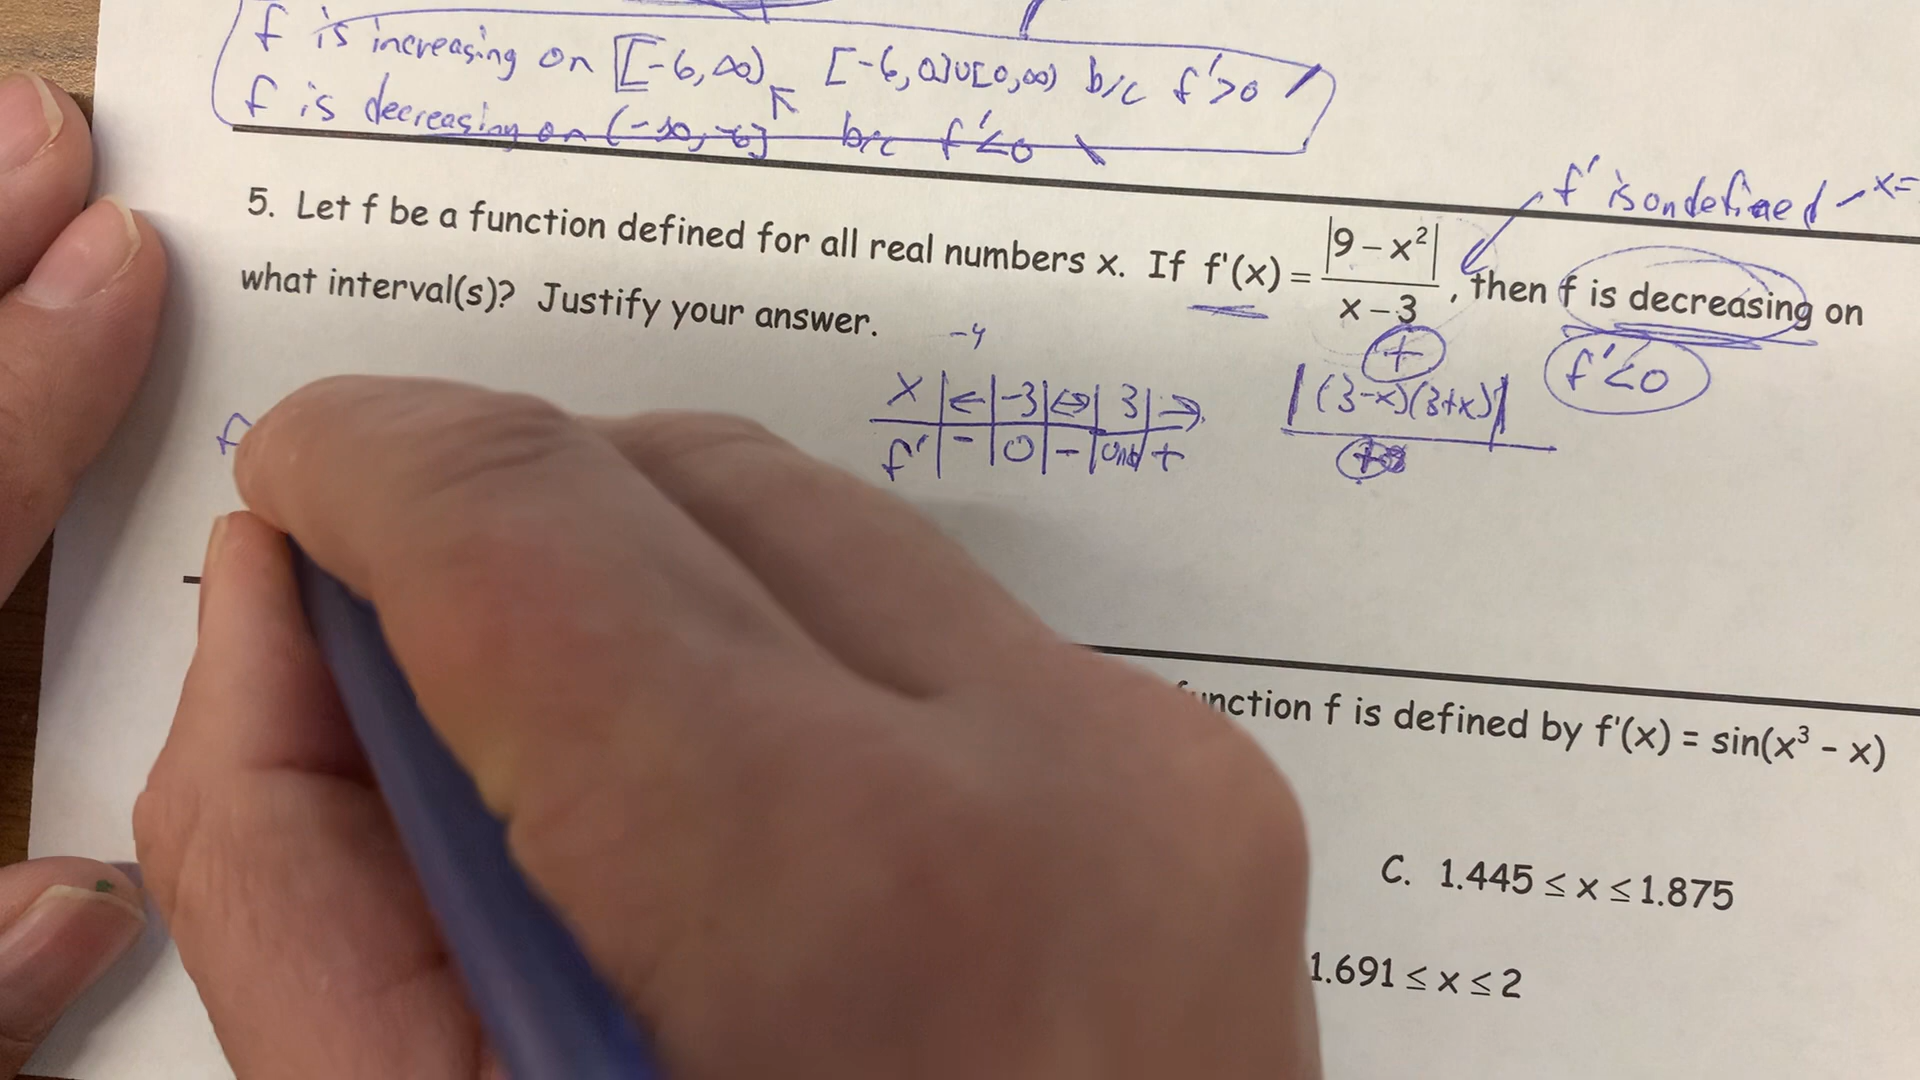 f is increasing on [-6, ∞) [-6,0]∪[0,∞) b/c f'>0
f is decreasing on (-∞, -6] b/c f'<0
f' is undefined - x=
5. Let f be a function defined for all real numbers x. If f'(x) = |9 - x²| / x - 3, then f is decreasing on
what interval(s)? Justify your answer.
-4
+
f'<0
x | ← | -3 | ↔ | 3 | →
f' | - | 0 | - | und | +
|(3-x)(3+x)|
f
function f is defined by f'(x) = sin(x³ - x)
C. 1.445 ≤ x ≤ 1.875
1.691 ≤ x ≤ 2